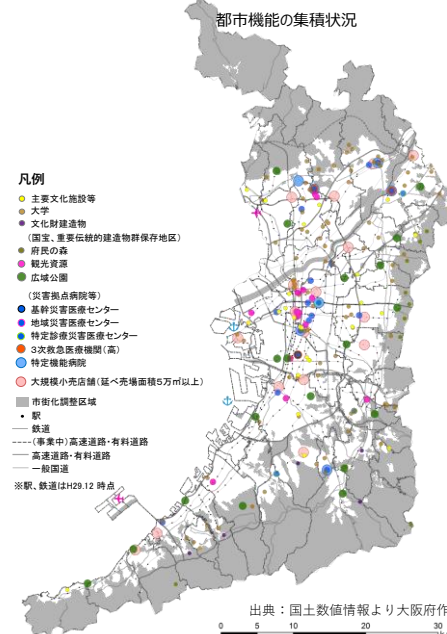 都市機能の集積状況
凡例
主要文化施設等
大学
文化財建造物
(国宝、重要伝統的建造物群保存地区)
府民の森
観光資源
広域公園
(災害拠点病院等)
基幹災害医療センター
地域災害医療センター
特定診療災害医療センター
3次救急医療機関(高)
特定機能病院
大規模小売店舗(延べ売場面積5万㎡以上)
市街化調整区域
駅
鉄道
(事業中)高速道路・有料道路
高速道路・有料道路
一般国道
※駅、鉄道はH29.12 時点
出典：国土数値情報より大阪府作
0 5 10 20 30